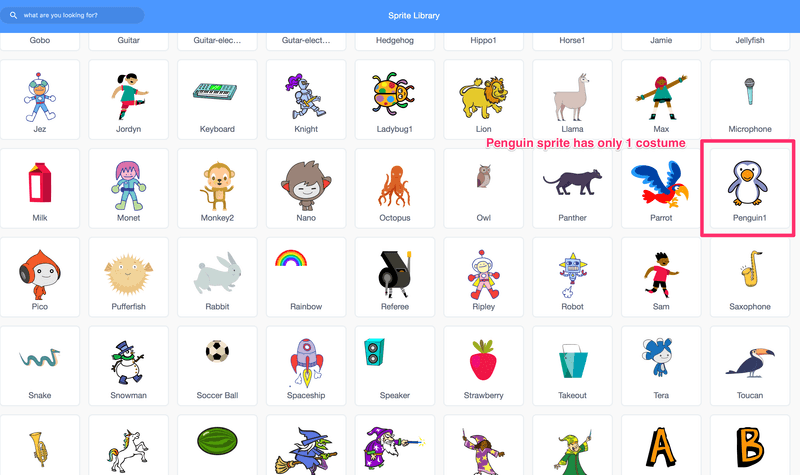 what are you looking for?
Sprite Library
Gobo
Guitar
Guitar-elec...
Gutar-elect...
Hedgehog
Hippo1
Horse1
Jamie
Jellyfish
Jez
Jordyn
Keyboard
Knight
Ladybug1
Lion
Llama
Max
Microphone
Penguin sprite has only 1 costume
Milk
Monet
Monkey2
Nano
Octopus
Owl
Panther
Parrot
Penguin1
Pico
Pufferfish
Rabbit
Rainbow
Referee
Ripley
Robot
Sam
Saxophone
Snake
Snowman
Soccer Ball
Spaceship
Speaker
Strawberry
Takeout
Tera
Toucan
A
B